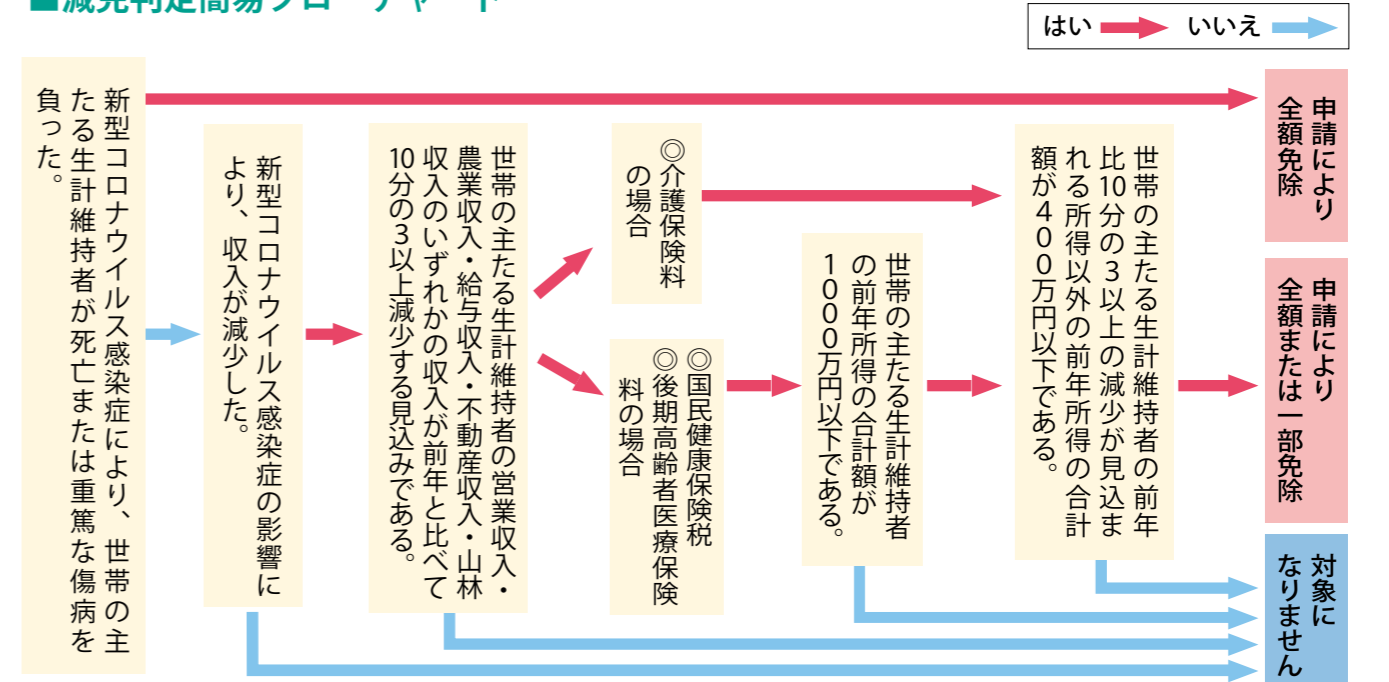 ■減免判定簡易フローチャート
はい
いいえ
新型コロナウイルス感染症により、世帯の主
たる生計維持者が死亡または重篤な傷病を
負った。
新型コロナウイルス感染症の影響に
より、収入が減少した。
世帯の主たる生計維持者の営業収入・
農業収入・給与収入・不動産収入・山林
収入のいずれかの収入が前年と比べて
10分の3以上減少する見込みである。
◎介護保険料
の場合
◎国民健康保険税
◎後期高齢者医療保険
料の場合
世帯の主たる生計維持者
の前年所得の合計額が
1000万円以下である。
世帯の主たる生計維持者の前年
比10分の3以上の減少が見込ま
れる所得以外の前年所得の合計
額が400万円以下である。
申請により
全額免除
申請により
全額または一部免除
対象に
なりません